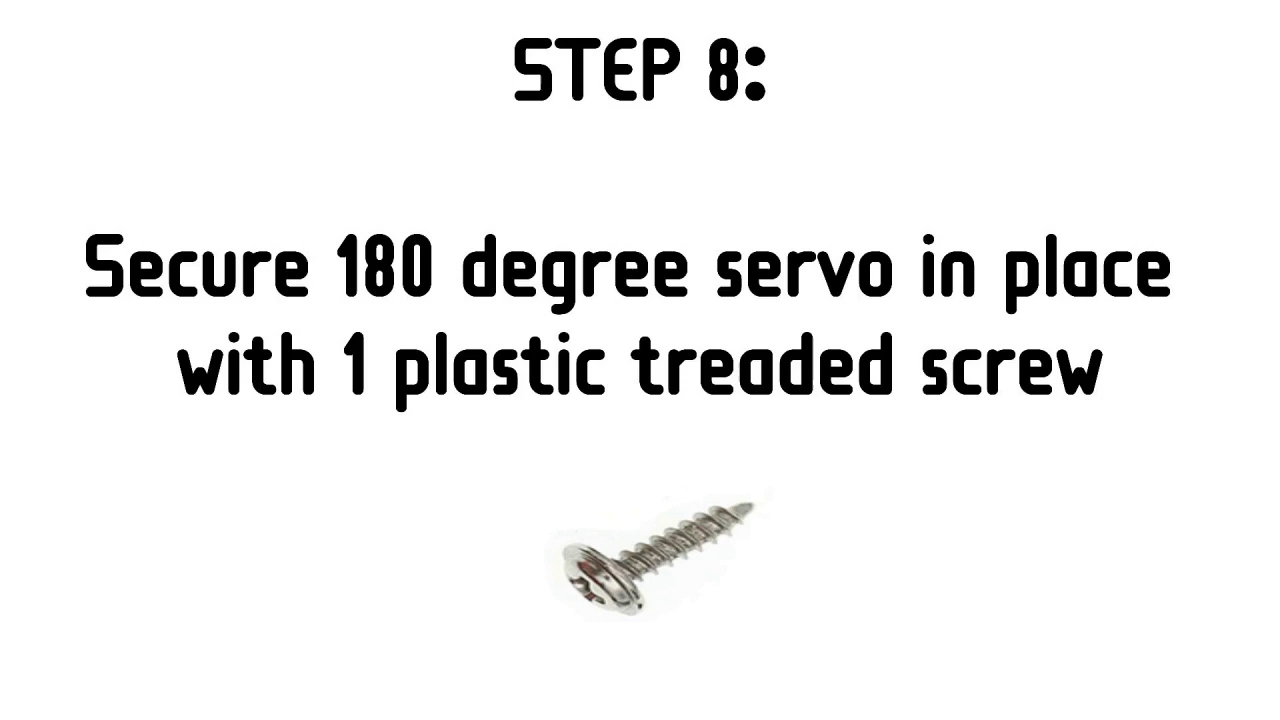 STEP 8:
Secure 180 degree servo in place
with 1 plastic treaded screw